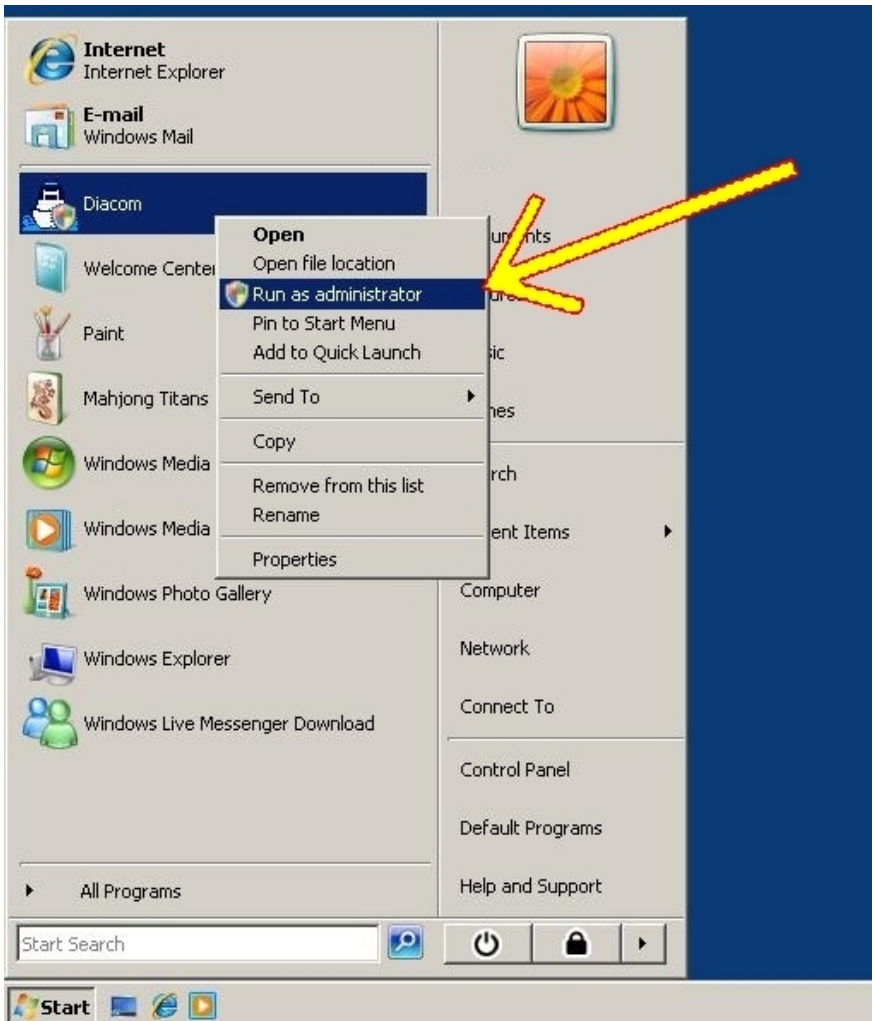 Internet
Internet Explorer
E-mail
Windows Mail
Diacom
Welcome Center
Paint
Mahjong Titans
Windows Media
Windows Media
Windows Photo Gallery
Windows Explorer
Windows Live Messenger Download
All Programs
Start Search
Open
Open file location
Run as administrator
Pin to Start Menu
Add to Quick Launch
Send To
Copy
Remove from this list
Rename
Properties
Computer
Network
Connect To
Control Panel
Default Programs
Help and Support
Start